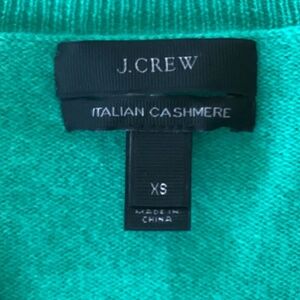 J.CREW
ITALIAN CASHMERE
XS
MADE IN
CHINA